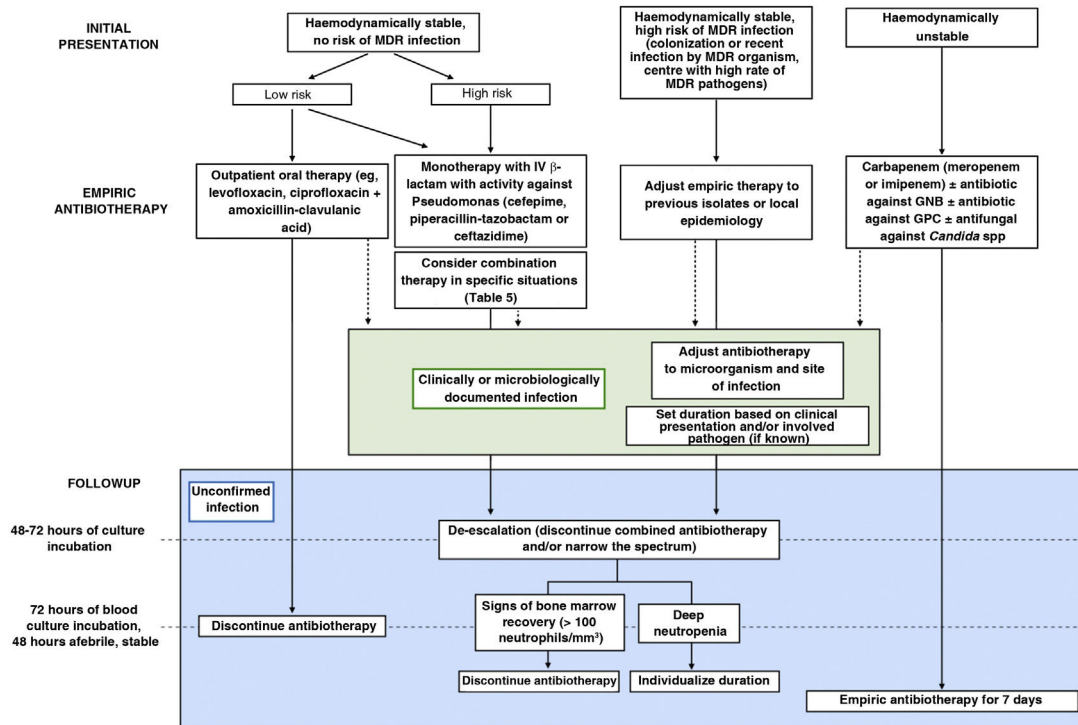 INITIAL
PRESENTATION
Haemodynamically stable,
no risk of MDR infection
Haemodynamically stable,
high risk of MDR infection
(colonization or recent
infection by MDR organism,
centre with high rate of
MDR pathogens)
Haemodynamically
unstable
Low risk
High risk
EMPIRIC
ANTIBIOTHERAPY
Outpatient oral therapy (eg,
levofloxacin, ciprofloxacin +
amoxicillin-clavulanic
acid)
Monotherapy with IV β-
lactam with activity against
Pseudomonas (cefepime,
piperacillin-tazobactam or
ceftazidime)
Adjust empiric therapy to
previous isolates or local
epidemiology
Carbapenem (meropenem
or imipenem) ± antibiotic
against GNB ± antibiotic
against GPC ± antifungal
against Candida spp
Consider combination
therapy in specific situations
(Table 5)
Clinically or microbiologically
documented infection
Adjust antibiotherapy
to microorganism and site
of infection
Set duration based on clinical
presentation and/or involved
pathogen (if known)
FOLLOWUP
Unconfirmed
infection
48-72 hours of culture
incubation
De-escalation (discontinue combined antibiotherapy
and/or narrow the spectrum)
72 hours of blood
culture incubation,
48 hours afebrile, stable
Discontinue antibiotherapy
Signs of bone marrow
recovery (> 100
neutrophils/mm³)
Deep
neutropenia
Discontinue antibiotherapy
Individualize duration
Empiric antibiotherapy for 7 days